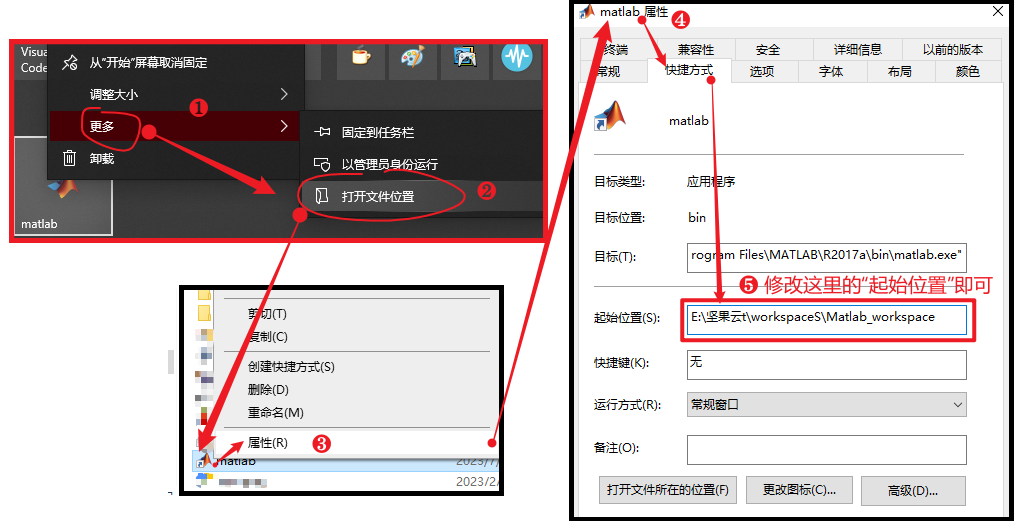 Visual
Code
从“开始”屏幕取消固定
调整大小
❶
更多
卸载
matlab
固定到任务栏
以管理员身份运行
打开文件位置
❷
剪切(T)
复制(C)
创建快捷方式(S)
删除(D)
重命名(M)
属性(R)
❸
matlab
2023/7/
2023/2/
matlab 属性
❹
终端
兼容性
安全
详细信息
以前的版本
常规
快捷方式
选项
字体
布局
颜色
matlab
目标类型:
应用程序
目标位置:
bin
目标(T):
rogram Files\MATLAB\R2017a\bin\matlab.exe"
❺ 修改这里的“起始位置”即可
起始位置(S):
E:\坚果云t\workspaceS\Matlab_workspace
快捷键(K):
无
运行方式(R):
常规窗口
备注(O):
打开文件所在的位置(F)
更改图标(C)...
高级(D)...